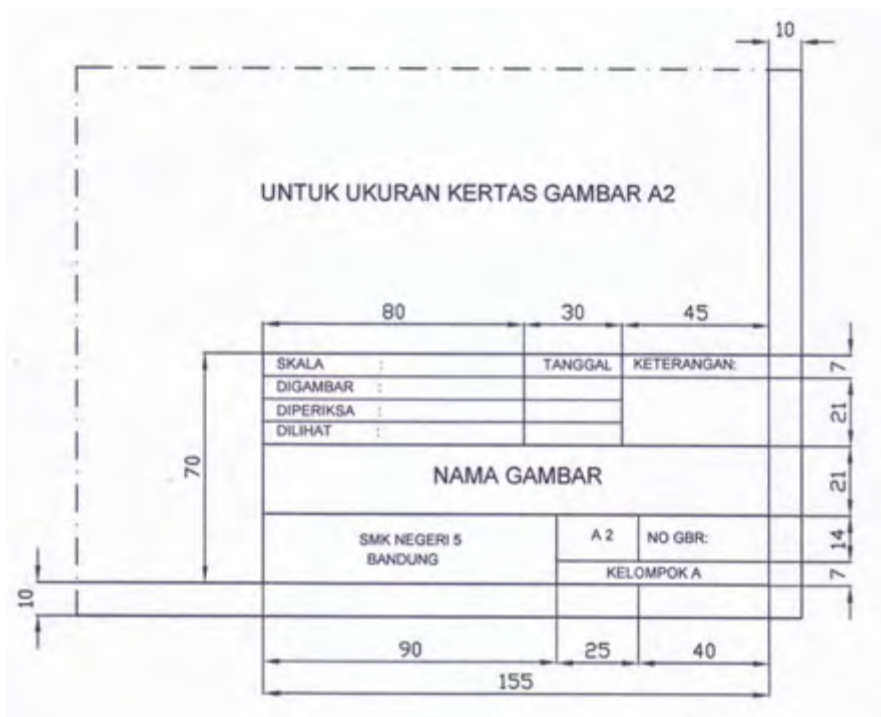 10
UNTUK UKURAN KERTAS GAMBAR A2
80 30 45
SKALA : TANGGAL KETERANGAN: 7
DIGAMBAR :
DIPERIKSA : 21
DILIHAT :
70 NAMA GAMBAR 21
SMK NEGERI 5 A 2 NO GBR: 14
BANDUNG
KELOMPOK A 7
10
90 25 40
155